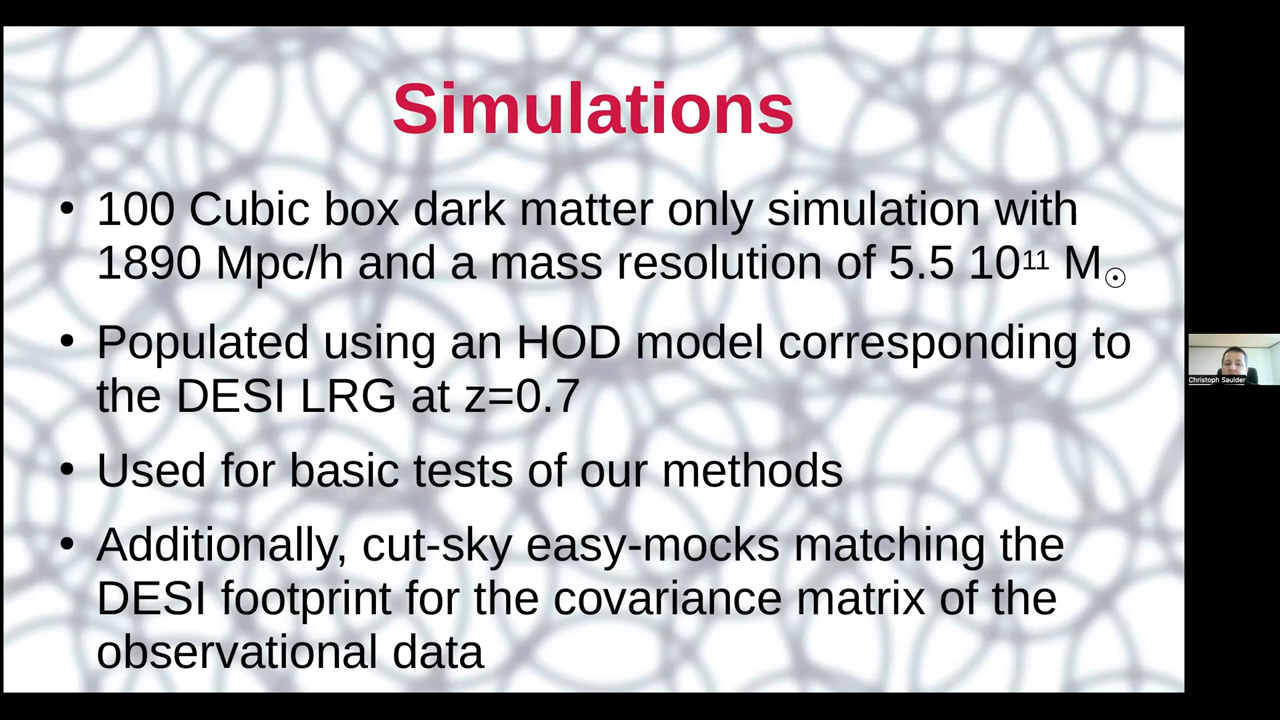 Simulations
• 100 Cubic box dark matter only simulation with
1890 Mpc/h and a mass resolution of 5.5 10¹¹ M☉
• Populated using an HOD model corresponding to
the DESI LRG at z=0.7
• Used for basic tests of our methods
• Additionally, cut-sky easy-mocks matching the
DESI footprint for the covariance matrix of the
observational data
Christoph Saulder